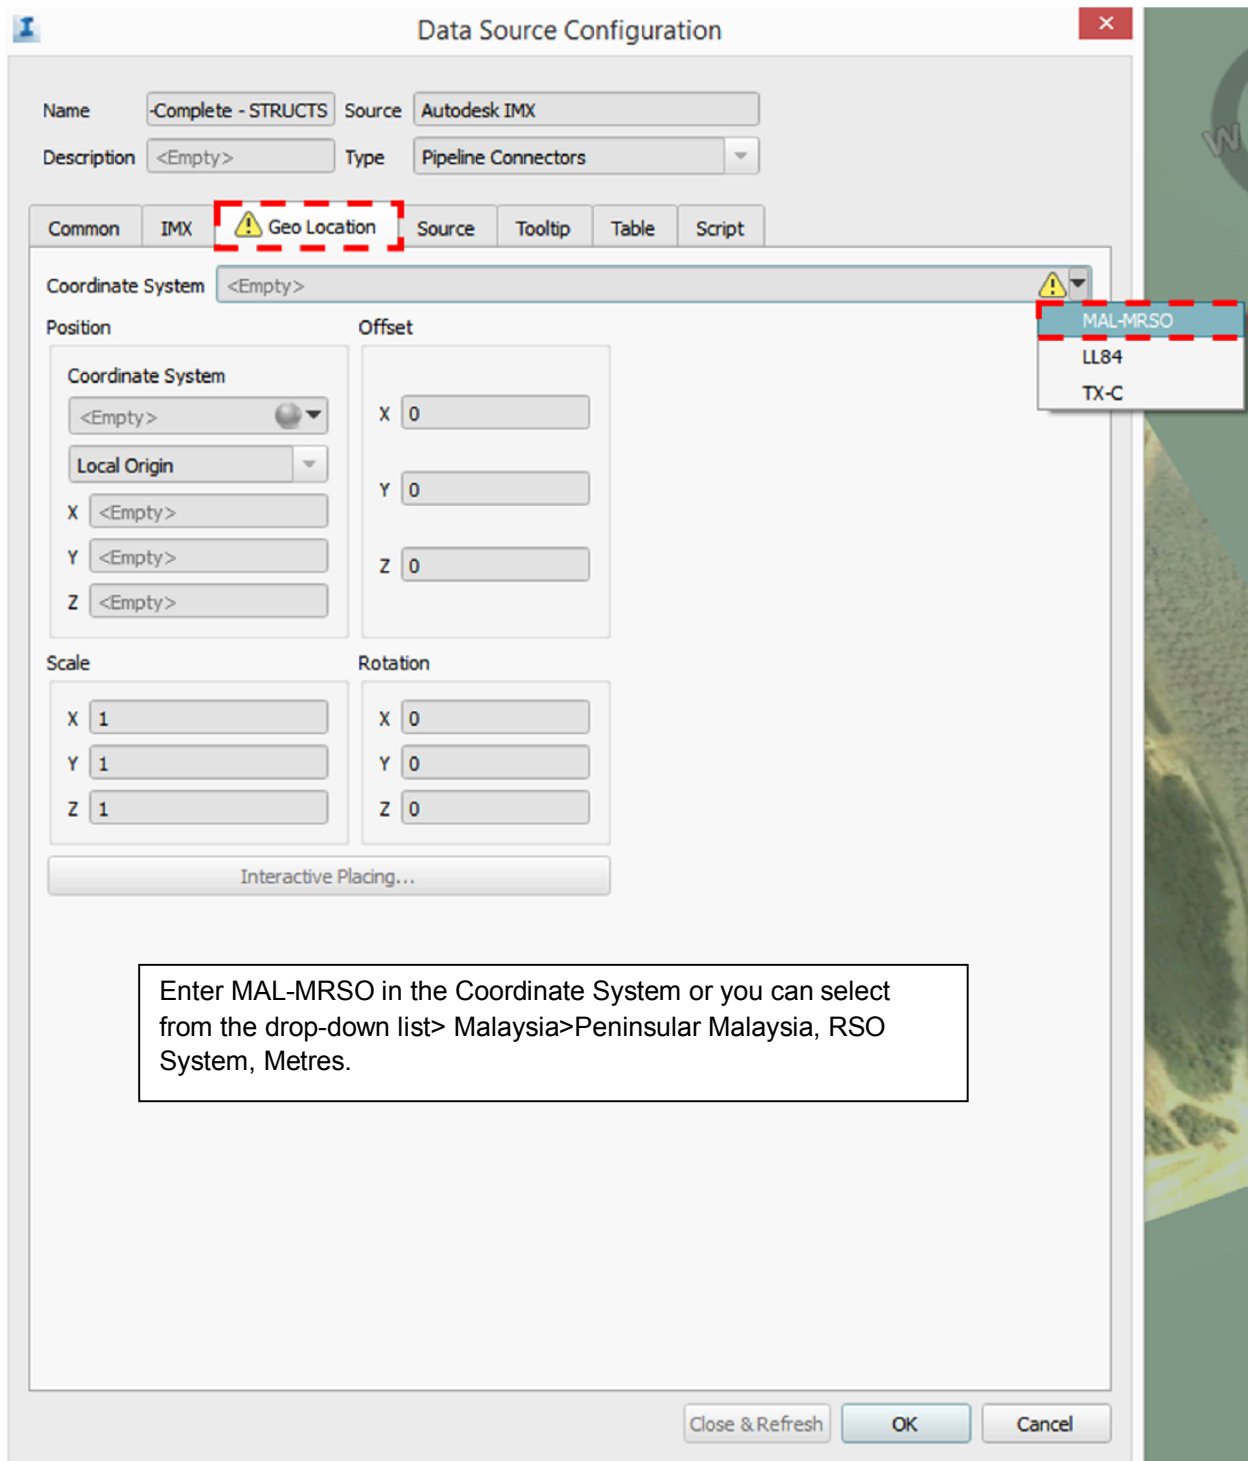 I
Data Source Configuration
Name -Complete - STRUCTS Source Autodesk IMX
Description <Empty> Type Pipeline Connectors
Common IMX Geo Location Source Tooltip Table Script
Coordinate System <Empty>
MAL-MRSO
LL84
TX-C
Position
Coordinate System
<Empty>
Local Origin
X <Empty>
Y <Empty>
Z <Empty>
Offset
X 0
Y 0
Z 0
Scale
X 1
Y 1
Z 1
Rotation
X 0
Y 0
Z 0
Interactive Placing...
Enter MAL-MRSO in the Coordinate System or you can select
from the drop-down list> Malaysia>Peninsular Malaysia, RSO
System, Metres.
Close & Refresh OK Cancel
W